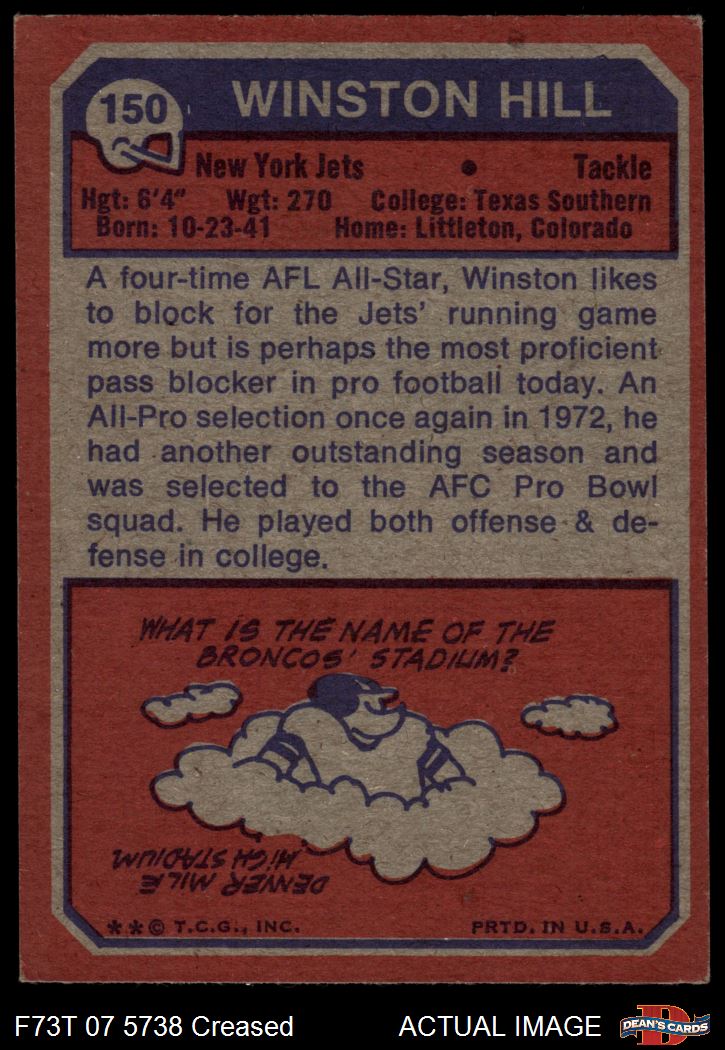 150
WINSTON HILL
New York Jets • Tackle
Hgt: 6'4" Wgt: 270 College: Texas Southern
Born: 10-23-41 Home: Littleton, Colorado
A four-time AFL All-Star, Winston likes
to block for the Jets' running game
more but is perhaps the most proficient
pass blocker in pro football today. An
All-Pro selection once again in 1972, he
had another outstanding season and
was selected to the AFC Pro Bowl
squad. He played both offense & de-
fense in college.
WHAT IS THE NAME OF THE
BRONCOS' STADIUM?
DENVER MILE
HIGH STADIUM
**© T.C.G., INC. PRTD. IN U.S.A.
F73T 07 5738 Creased ACTUAL IMAGE
D
DEAN'S CARDS